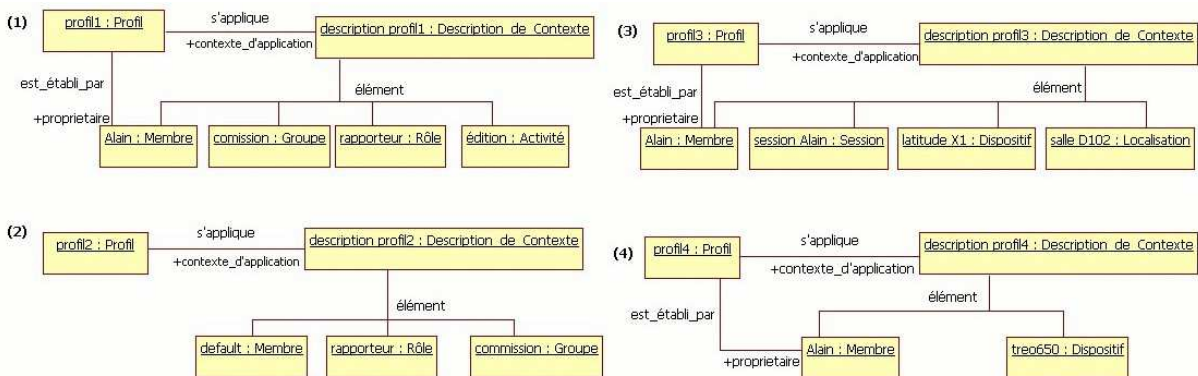 (1)
profil1 : Profil
s'applique
+contexte_d'application
description profil1 : Description_de_Contexte
est_établi_par
+proprietaire
élément
Alain : Membre
comission : Groupe
rapporteur : Rôle
édition : Activité
(2)
profil2 : Profil
s'applique
+contexte_d'application
description profil2 : Description_de_Contexte
élément
default : Membre
rapporteur : Rôle
commission : Groupe
(3)
profil3 : Profil
s'applique
+contexte_d'application
description profil3 : Description_de_Contexte
est_établi_par
+proprietaire
élément
Alain : Membre
session Alain : Session
latitude X1 : Dispositif
salle D102 : Localisation
(4)
profil4 : Profil
s'applique
+contexte_d'application
description profil4 : Description_de_Contexte
est_établi_par
+proprietaire
élément
Alain : Membre
treo650 : Dispositif